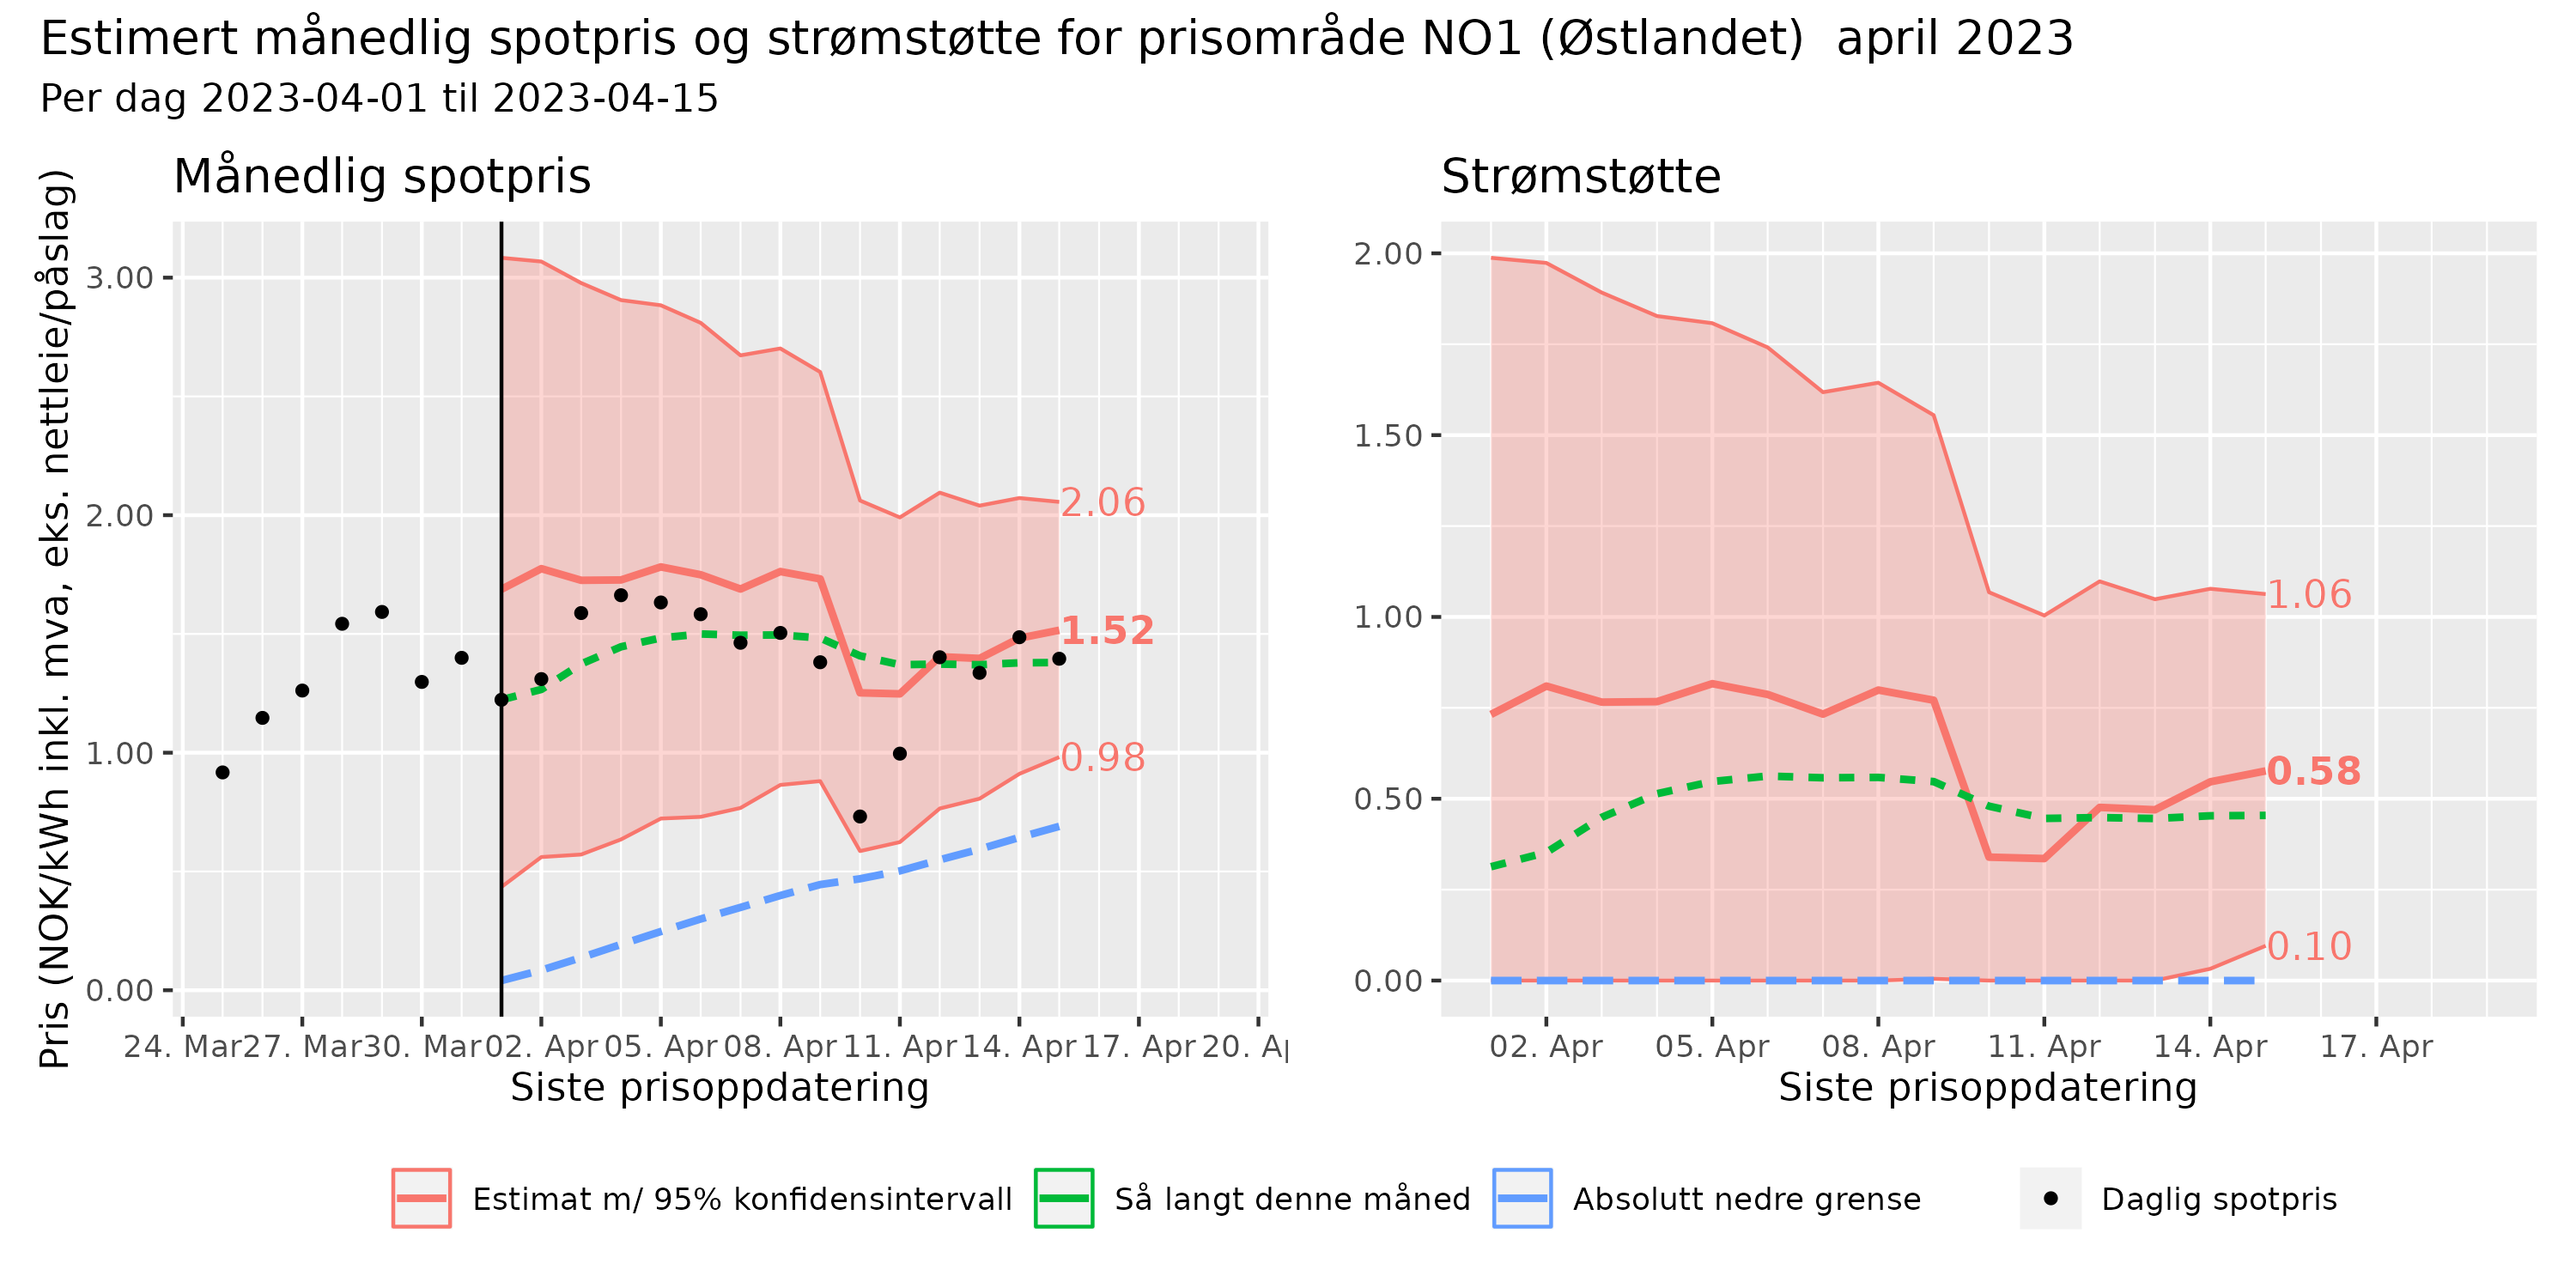 Estimert månedlig spotpris og strømstøtte for prisområde NO1 (Østlandet)  april 2023
Per dag 2023-04-01 til 2023-04-15
Månedlig spotpris
Pris (NOK/kWh inkl. mva, eks. nettleie/påslag)
3.00
2.00
1.00
0.00
2.06
1.52
0.98
24. Mar 27. Mar 30. Mar 02. Apr 05. Apr 08. Apr 11. Apr 14. Apr 17. Apr 20. Ap
Siste prisoppdatering
Strømstøtte
2.00
1.50
1.00
0.50
0.00
1.06
0.58
0.10
02. Apr 05. Apr 08. Apr 11. Apr 14. Apr 17. Apr
Siste prisoppdatering
Estimat m/ 95% konfidensintervall
Så langt denne måned
Absolutt nedre grense
Daglig spotpris